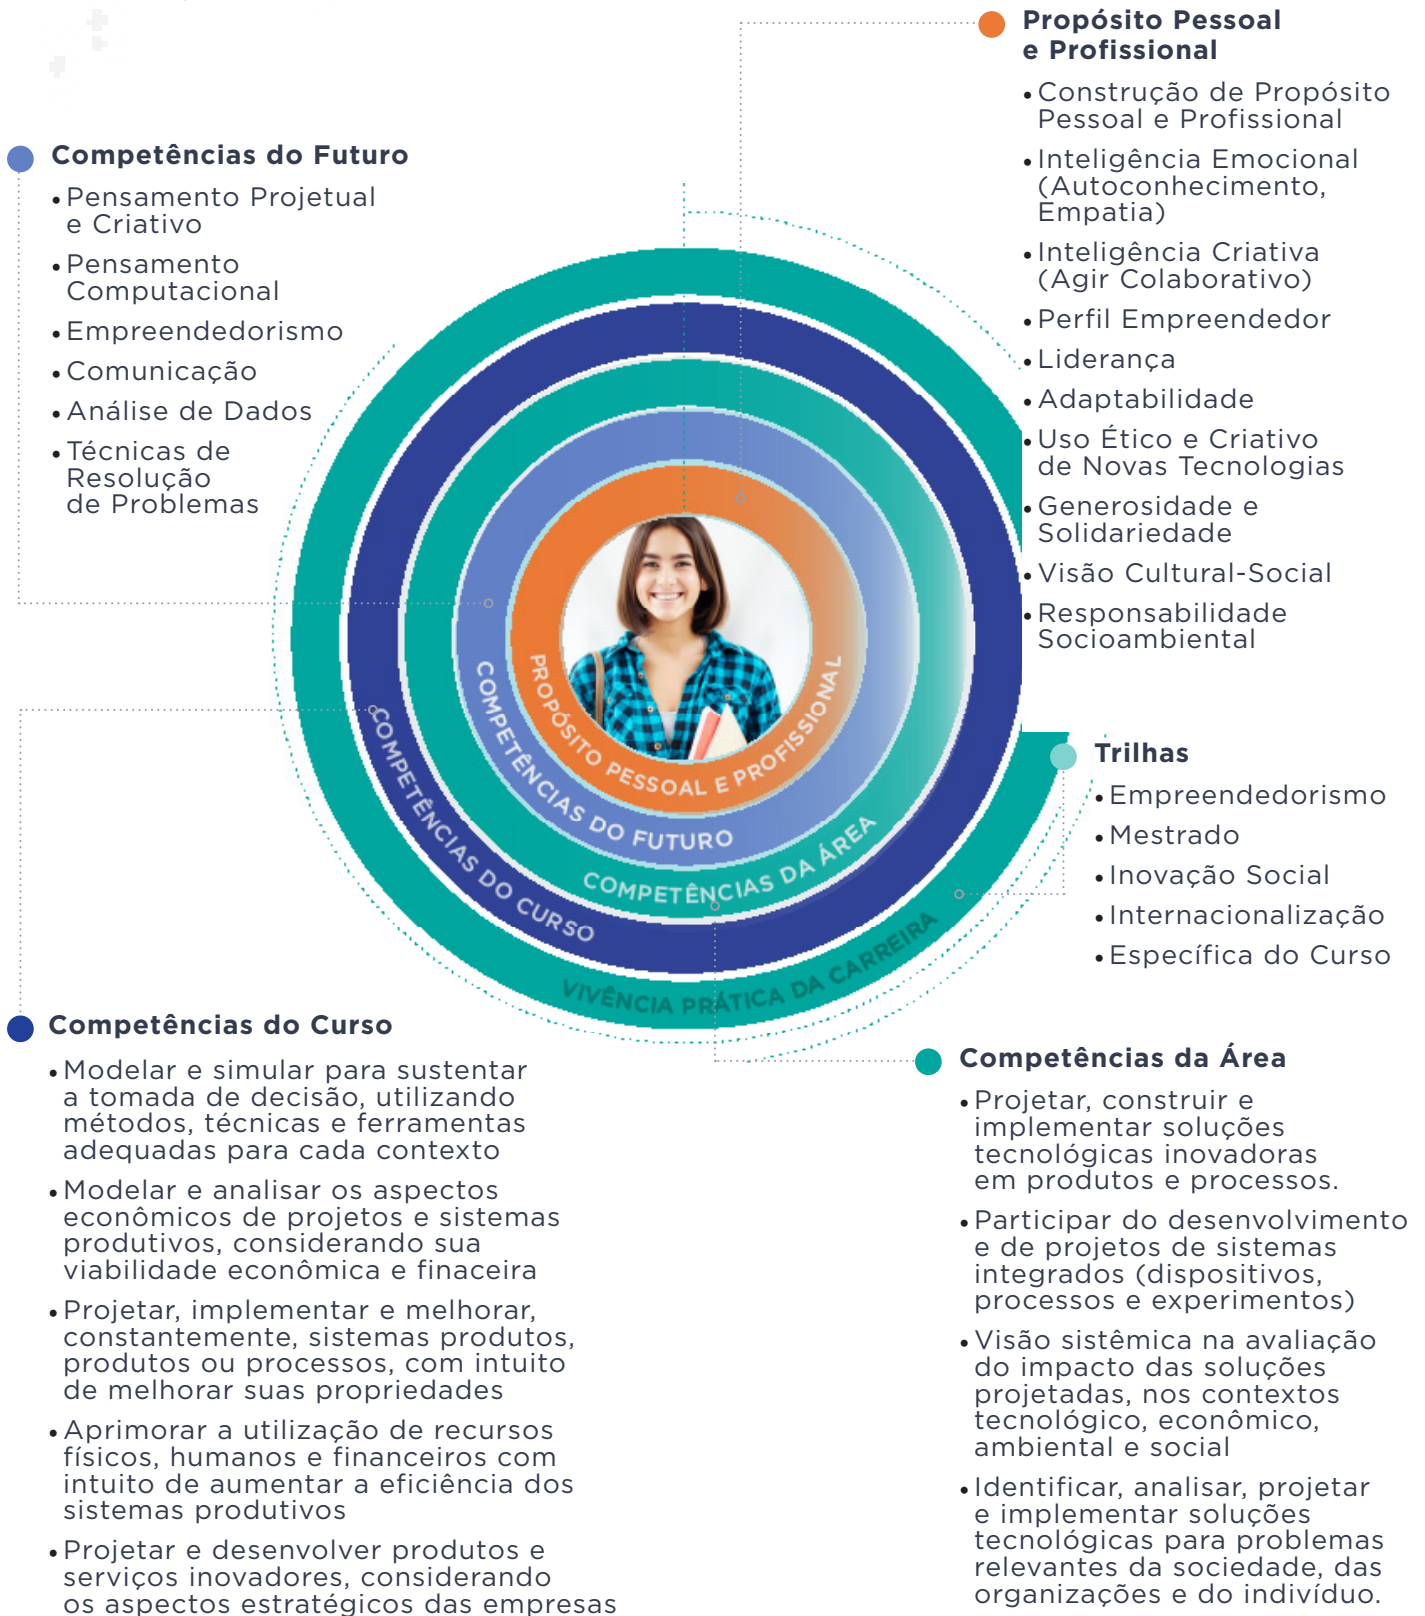 Propósito Pessoal
e Profissional
• Construção de Propósito
Pessoal e Profissional
• Inteligência Emocional
(Autoconhecimento,
Empatia)
• Inteligência Criativa
(Agir Colaborativo)
• Perfil Empreendedor
• Liderança
• Adaptabilidade
• Uso Ético e Criativo
de Novas Tecnologias
• Generosidade e
Solidariedade
• Visão Cultural-Social
• Responsabilidade
Socioambiental
Competências do Futuro
• Pensamento Projetual
e Criativo
• Pensamento
Computacional
• Empreendedorismo
• Comunicação
• Análise de Dados
• Técnicas de
Resolução
de Problemas
PROPÓSITO PESSOAL E PROFISSIONAL
COMPETÊNCIAS DO FUTURO
COMPETÊNCIAS DA ÁREA
COMPETÊNCIAS DO CURSO
VIVÊNCIA PRÁTICA DA CARREIRA
Trilhas
• Empreendedorismo
• Mestrado
• Inovação Social
• Internacionalização
• Específica do Curso
Competências do Curso
• Modelar e simular para sustentar
a tomada de decisão, utilizando
métodos, técnicas e ferramentas
adequadas para cada contexto
• Modelar e analisar os aspectos
econômicos de projetos e sistemas
produtivos, considerando sua
viabilidade econômica e finaceira
• Projetar, implementar e melhorar,
constantemente, sistemas produtos,
produtos ou processos, com intuito
de melhorar suas propriedades
• Aprimorar a utilização de recursos
físicos, humanos e financeiros com
intuito de aumentar a eficiência dos
sistemas produtivos
• Projetar e desenvolver produtos e
serviços inovadores, considerando
os aspectos estratégicos das empresas
Competências da Área
• Projetar, construir e
implementar soluções
tecnológicas inovadoras
em produtos e processos.
• Participar do desenvolvimento
e de projetos de sistemas
integrados (dispositivos,
processos e experimentos)
• Visão sistêmica na avaliação
do impacto das soluções
projetadas, nos contextos
tecnológico, econômico,
ambiental e social
• Identificar, analisar, projetar
e implementar soluções
tecnológicas para problemas
relevantes da sociedade, das
organizações e do indivíduo.